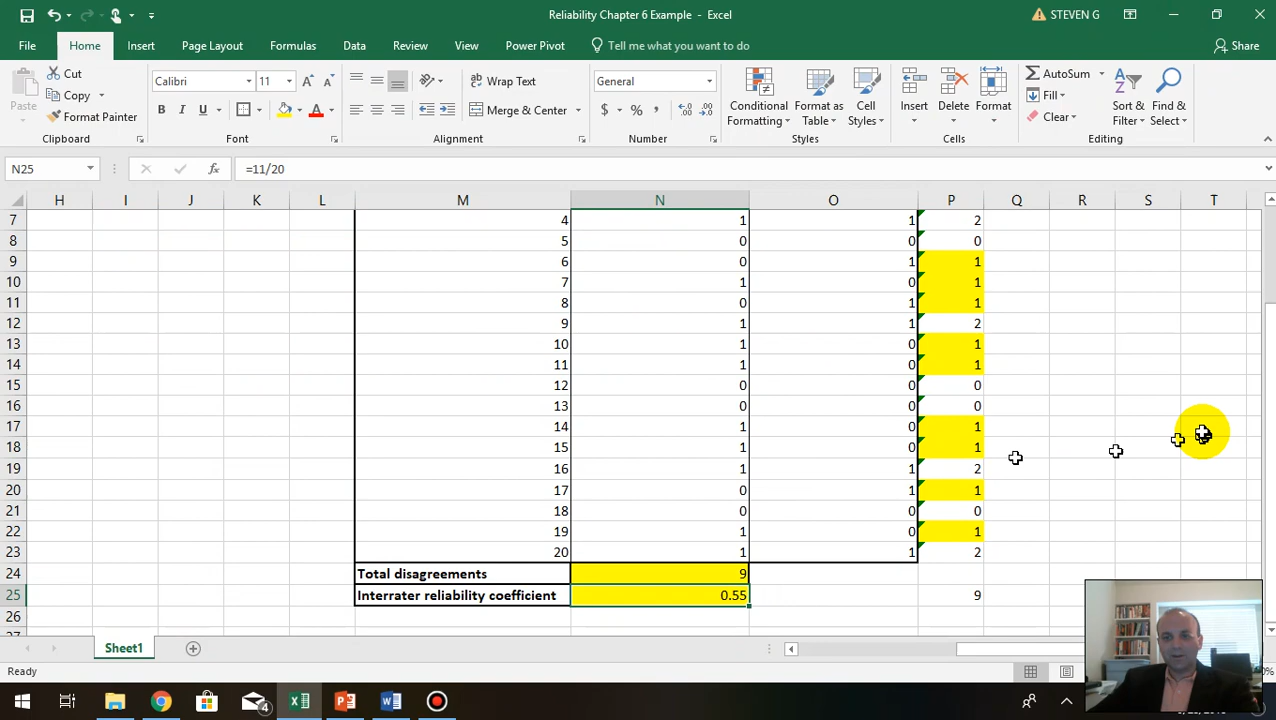 Reliability Chapter 6 Example - Excel
STEVEN G
File Home Insert Page Layout Formulas Data Review View Power Pivot Tell me what you want to do Share
Paste
Cut
Copy
Format Painter
Clipboard
Calibri 11
B I U
Font
Wrap Text
Merge & Center
Alignment
General
$ % ,
Number
Conditional Formatting
Format as Table
Cell Styles
Styles
Insert
Delete
Format
Cells
AutoSum
Fill
Clear
Sort & Filter
Find & Select
Editing
N25 fx =11/20
H I J K L M N O P Q R S T
7 4 1 1 2
8 5 0 0 0
9 6 0 1 1
10 7 1 0 1
11 8 0 1 1
12 9 1 1 2
13 10 1 0 1
14 11 1 0 1
15 12 0 0 0
16 13 0 0 0
17 14 1 0 1
18 15 1 0 1
19 16 1 1 2
20 17 0 1 1
21 18 0 0 0
22 19 1 0 1
23 20 1 1 2
24 Total disagreements 9
25 Interrater reliability coefficient 0.55 9
26
Sheet1
Ready
4